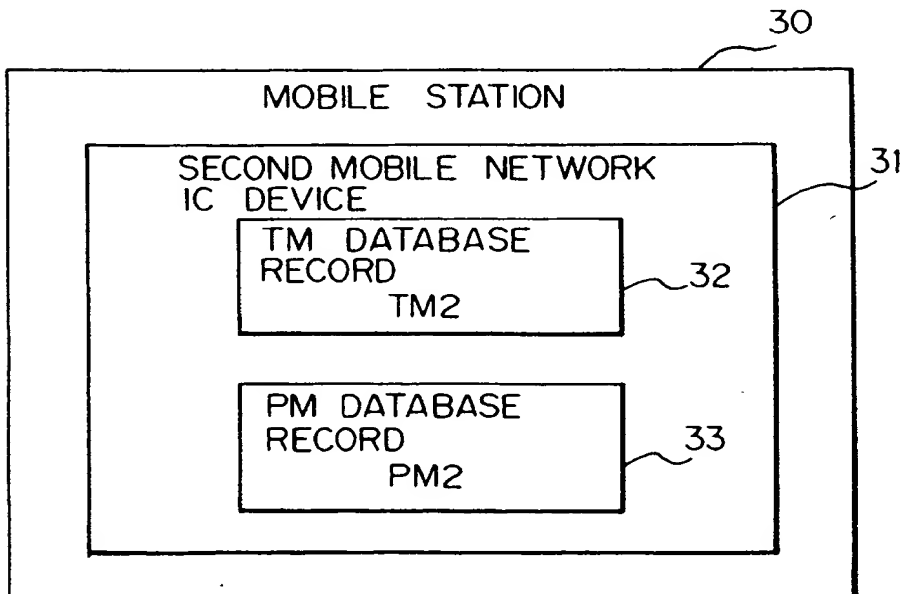 30
MOBILE STATION
31
SECOND MOBILE NETWORK
IC DEVICE
TM DATABASE
RECORD
TM2
32
PM DATABASE
RECORD
PM2
33